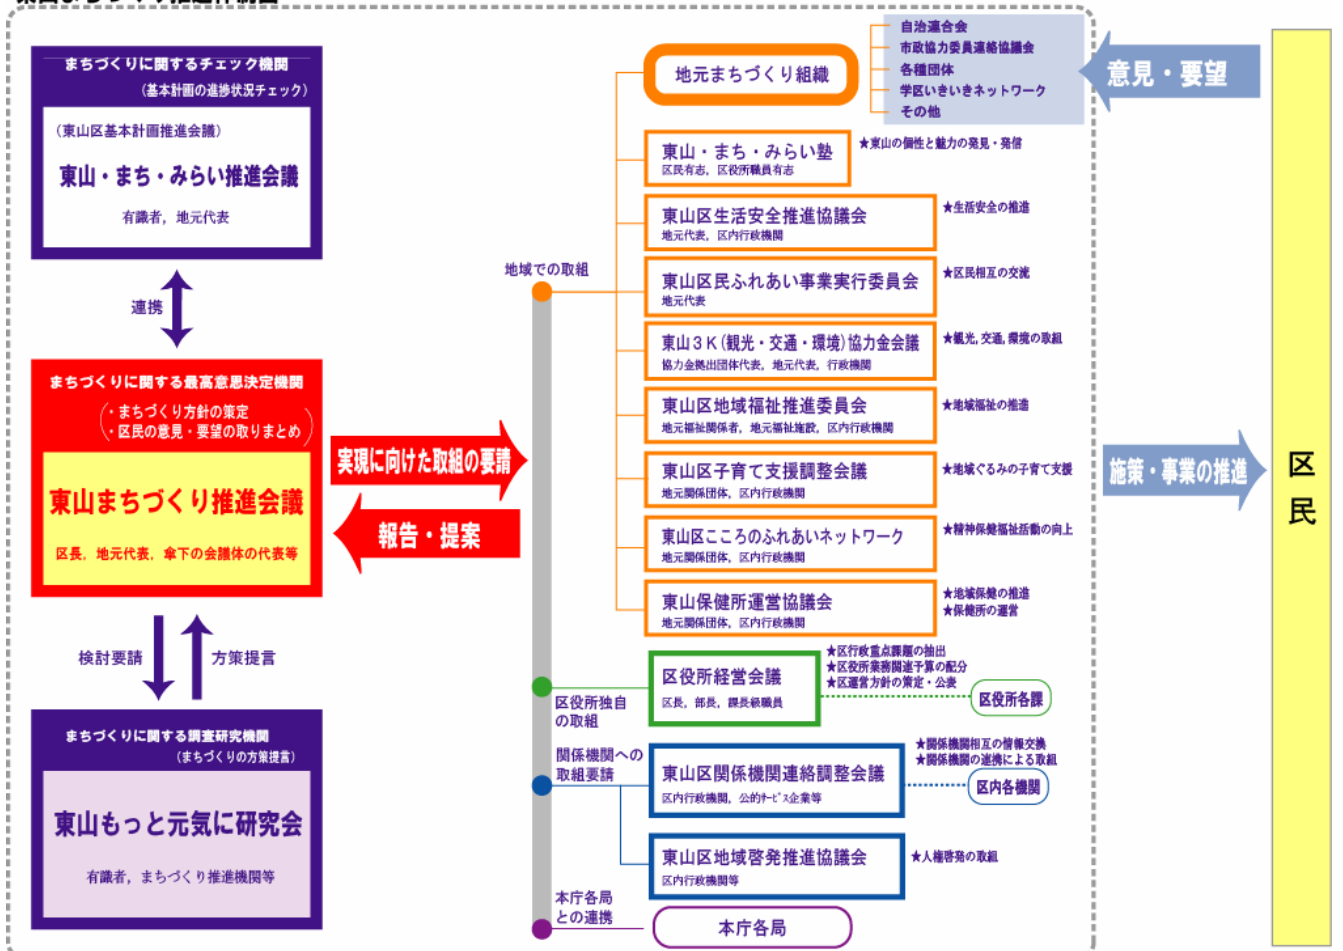 まちづくりに関するチェック機関
(基本計画の進捗状況チェック)
(東山区基本計画推進会議)
東山・まち・みらい推進会議
有識者，地元代表
連携
まちづくりに関する最高意思決定機関
・まちづくり方針の策定
・区民の意見・要望の取りまとめ
東山まちづくり推進会議
区長，地元代表，傘下の会議体の代表等
検討要請
方策提言
まちづくりに関する調査研究機関
(まちづくりの方策提言)
東山もっと元気に研究会
有識者，まちづくり推進機関等
実現に向けた取組の要請
報告・提案
地域での取組
地元まちづくり組織
自治連合会
市政協力委員連絡協議会
各種団体
学区いきいきネットワーク
その他
東山・まち・みらい塾
区民有志，区役所職員有志
★東山の個性と魅力の発見・発信
東山区生活安全推進協議会
地元代表，区内行政機関
★生活安全の推進
東山区民ふれあい事業実行委員会
地元代表
★区民相互の交流
東山３Ｋ(観光・交通・環境)協力金会議
協力金拠出団体代表，地元代表，行政機関
★観光,交通,環境の取組
東山区地域福祉推進委員会
地元福祉関係者，地元福祉施設，区内行政機関
★地域福祉の推進
東山区子育て支援調整会議
地元関係団体，区内行政機関
★地域ぐるみの子育て支援
東山区こころのふれあいネットワーク
地元関係団体，区内行政機関
★精神保健福祉活動の向上
東山保健所運営協議会
地元関係団体，区内行政機関
★地域保健の推進
★保健所の運営
区役所独自
の取組
区役所経営会議
区長，部長，課長級職員
★区行政重点課題の抽出
★区役所業務関連予算の配分
★区運営方針の策定・公表
区役所各課
関係機関への
取組要請
東山区関係機関連絡調整会議
区内行政機関，公的ｻｰﾋﾞｽ企業等
★関係機関相互の情報交換
★関係機関の連携による取組
区内各機関
東山区地域啓発推進協議会
区内行政機関等
★人権啓発の取組
本庁各局
との連携
本庁各局
意見・要望
施策・事業の推進
区民